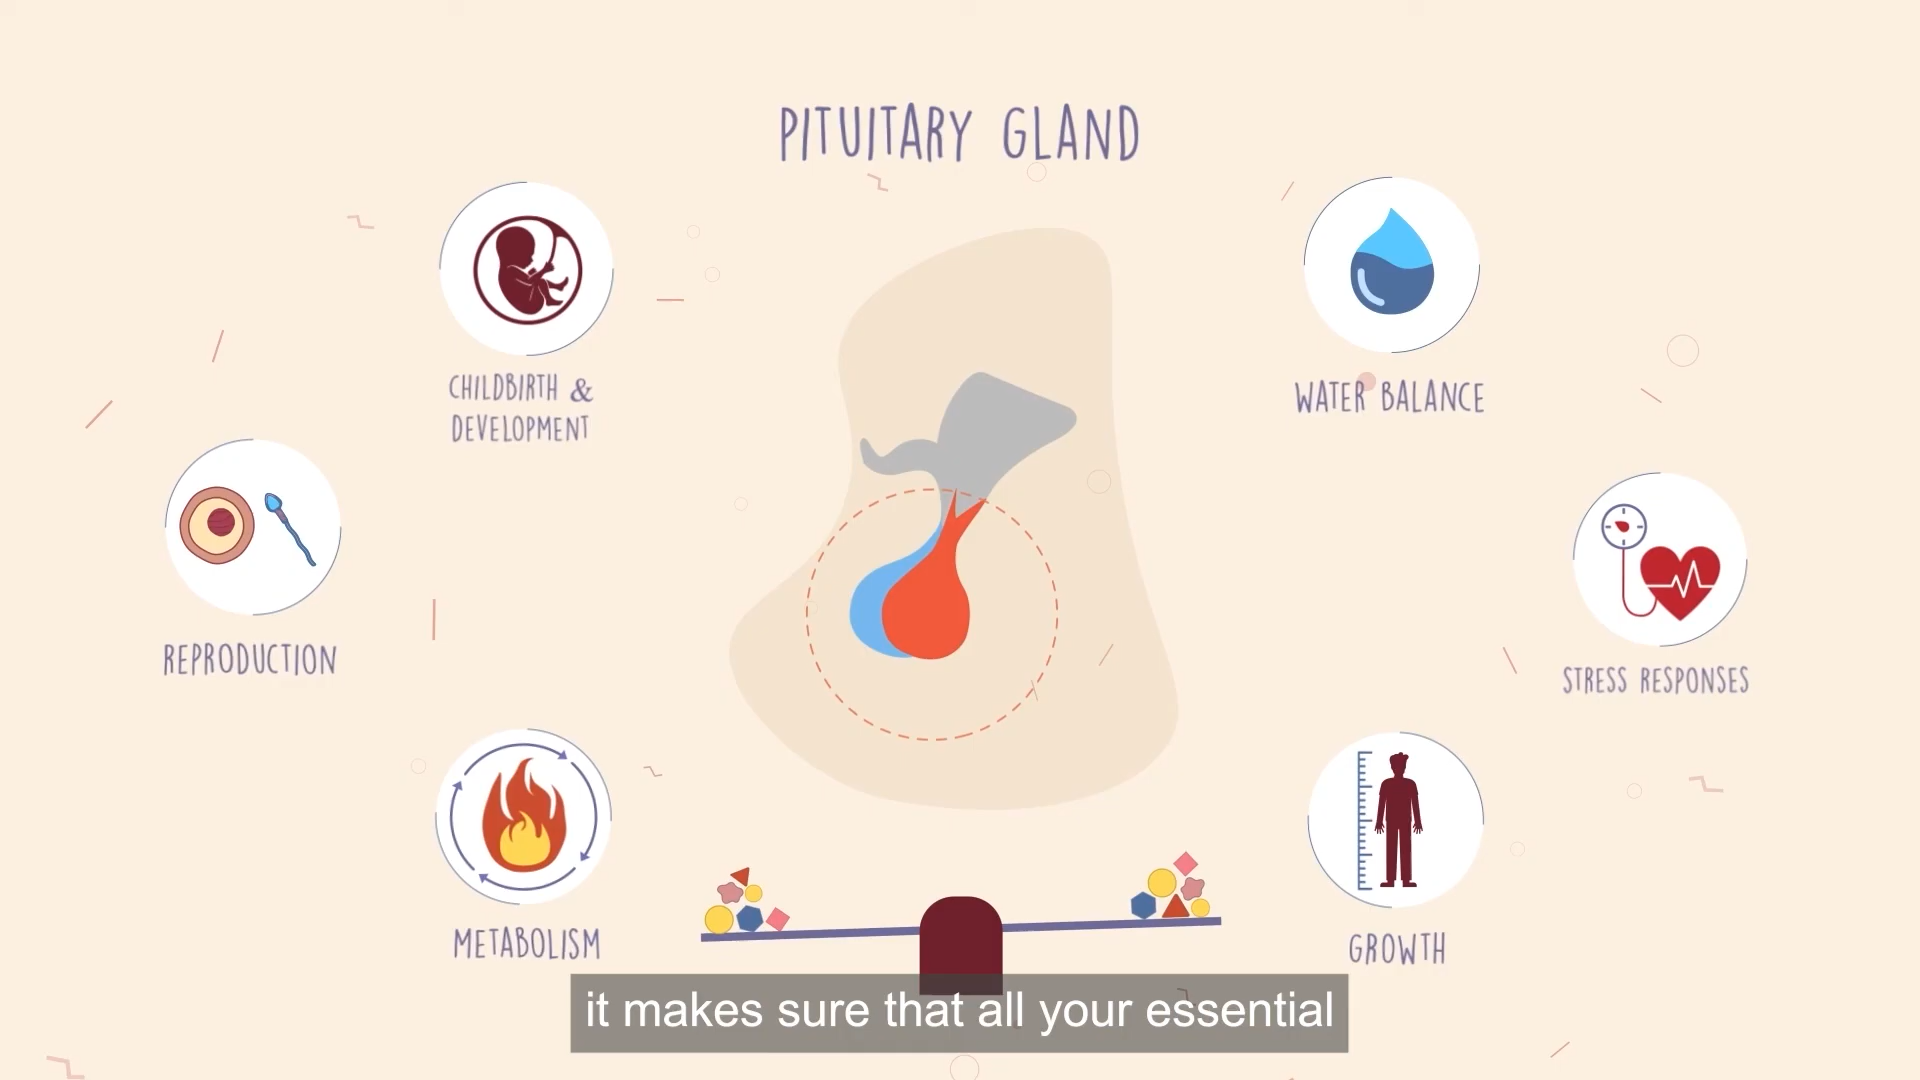 PITUITARY GLAND
CHILDBIRTH &
DEVELOPMENT
WATER BALANCE
REPRODUCTION
STRESS RESPONSES
METABOLISM
GROWTH
it makes sure that all your essential